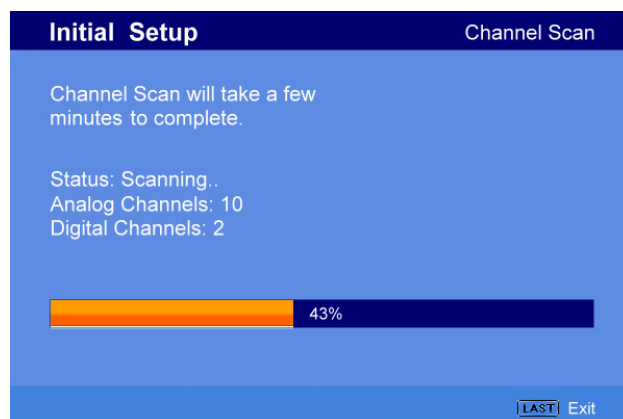 Initial Setup
Channel Scan
Channel Scan will take a few
minutes to complete.
Status: Scanning..
Analog Channels: 10
Digital Channels: 2
43%
LAST Exit